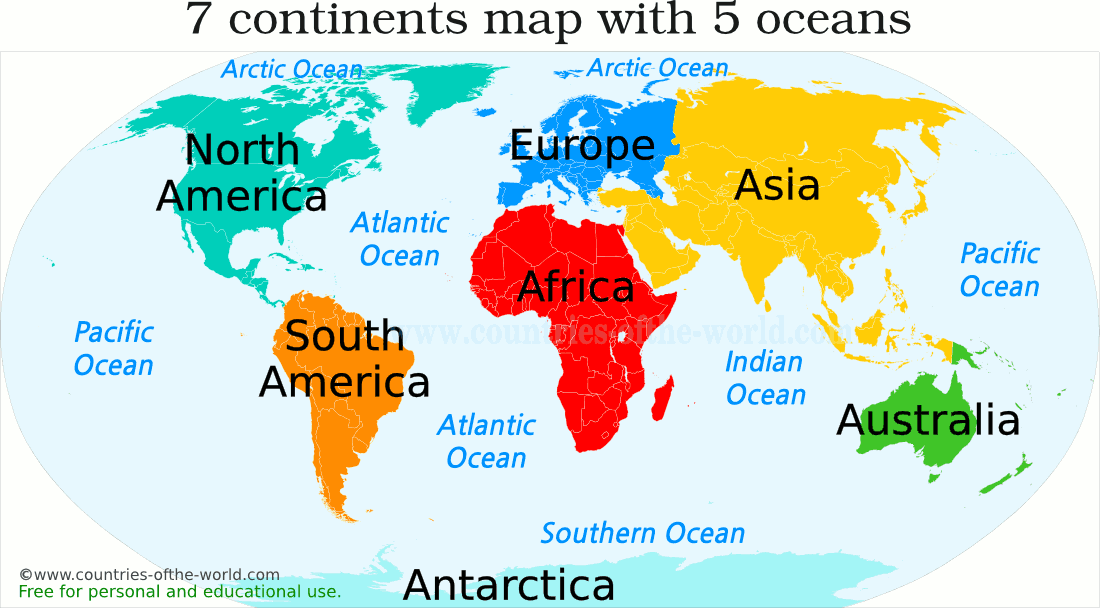 7 continents map with 5 oceans
Arctic Ocean
Arctic Ocean
North
America
Europe
Asia
Atlantic
Ocean
Pacific
Ocean
Africa
www.countries-ofthe-world.com
South
America
Pacific
Ocean
Indian
Ocean
Australia
Atlantic
Ocean
Southern Ocean
Antarctica
©www.countries-ofthe-world.com
Free for personal and educational use.